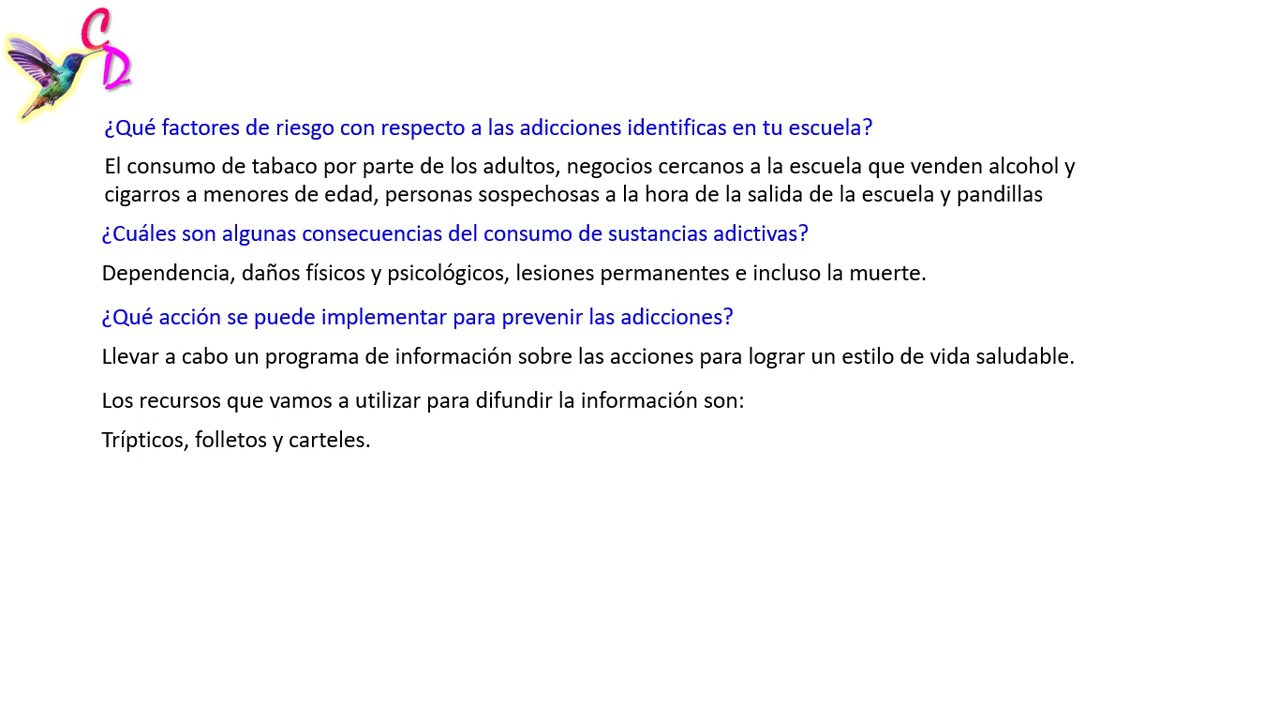 C
D
¿Qué factores de riesgo con respecto a las adicciones identificas en tu escuela?
El consumo de tabaco por parte de los adultos, negocios cercanos a la escuela que venden alcohol y
cigarros a menores de edad, personas sospechosas a la hora de la salida de la escuela y pandillas
¿Cuáles son algunas consecuencias del consumo de sustancias adictivas?
Dependencia, daños físicos y psicológicos, lesiones permanentes e incluso la muerte.
¿Qué acción se puede implementar para prevenir las adicciones?
Llevar a cabo un programa de información sobre las acciones para lograr un estilo de vida saludable.
Los recursos que vamos a utilizar para difundir la información son:
Trípticos, folletos y carteles.